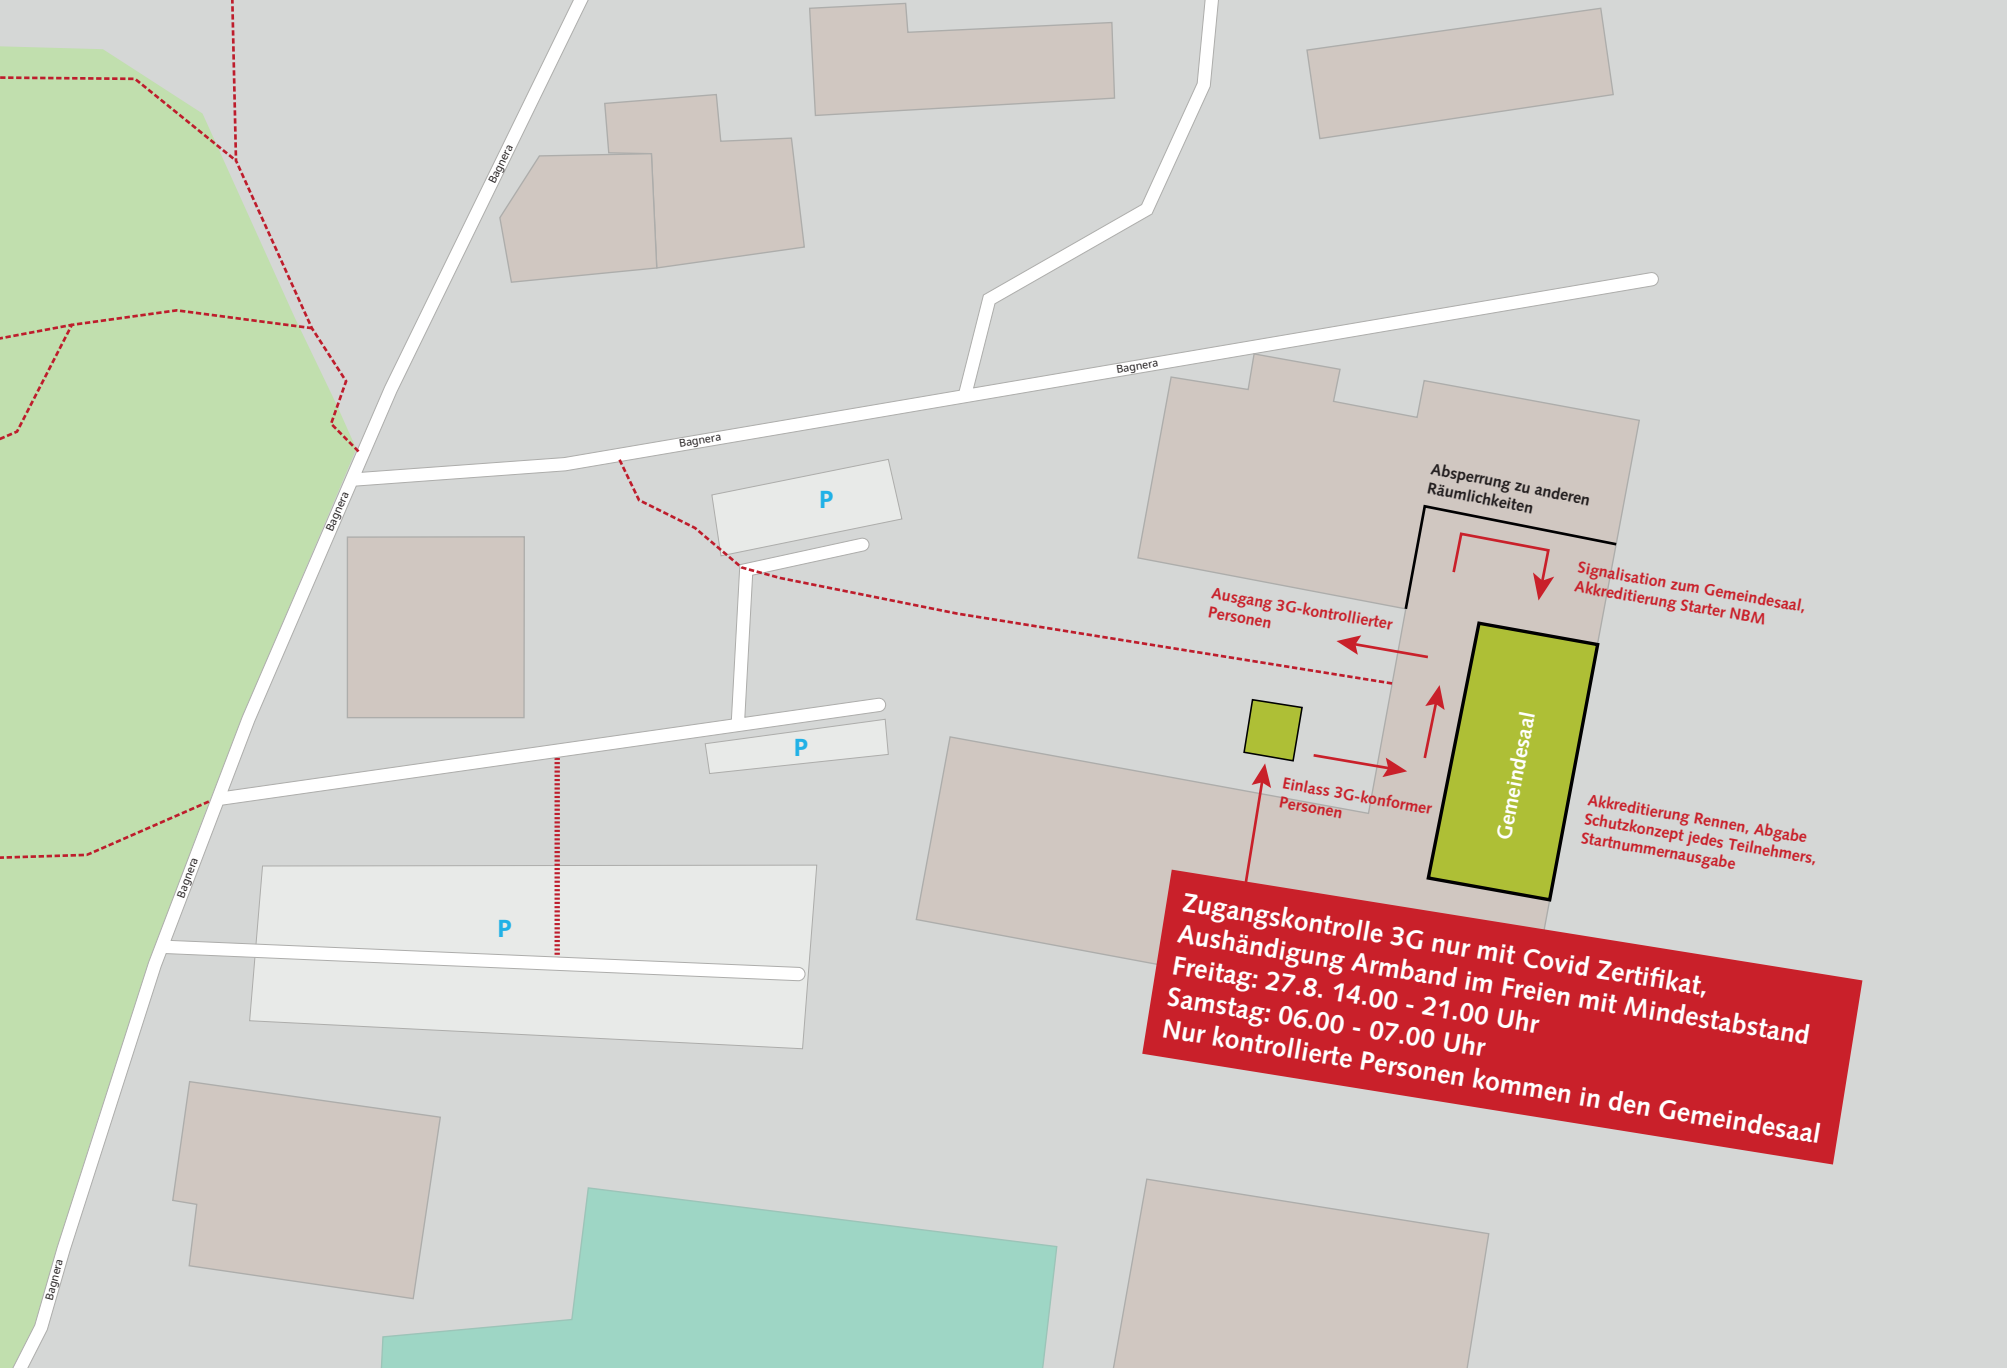 Bagnera
Bagnera
Bagnera
Absperrung zu anderen
Räumlichkeiten
P
Bagnera
Signalisation zum Gemeindesaal,
Akkreditierung Starter NBM
Ausgang 3G-kontrollierter
Personen
P
Gemeindesaal
Einlass 3G-konformer
Personen
Akkreditierung Rennen, Abgabe
Schutzkonzept jedes Teilnehmers,
Startnummernausgabe
Bagnera
P
Zugangskontrolle 3G nur mit Covid Zertifikat,
Aushändigung Armband im Freien mit Mindestabstand
Freitag: 27.8. 14.00 - 21.00 Uhr
Samstag: 06.00 - 07.00 Uhr
Nur kontrollierte Personen kommen in den Gemeindesaal
Bagnera